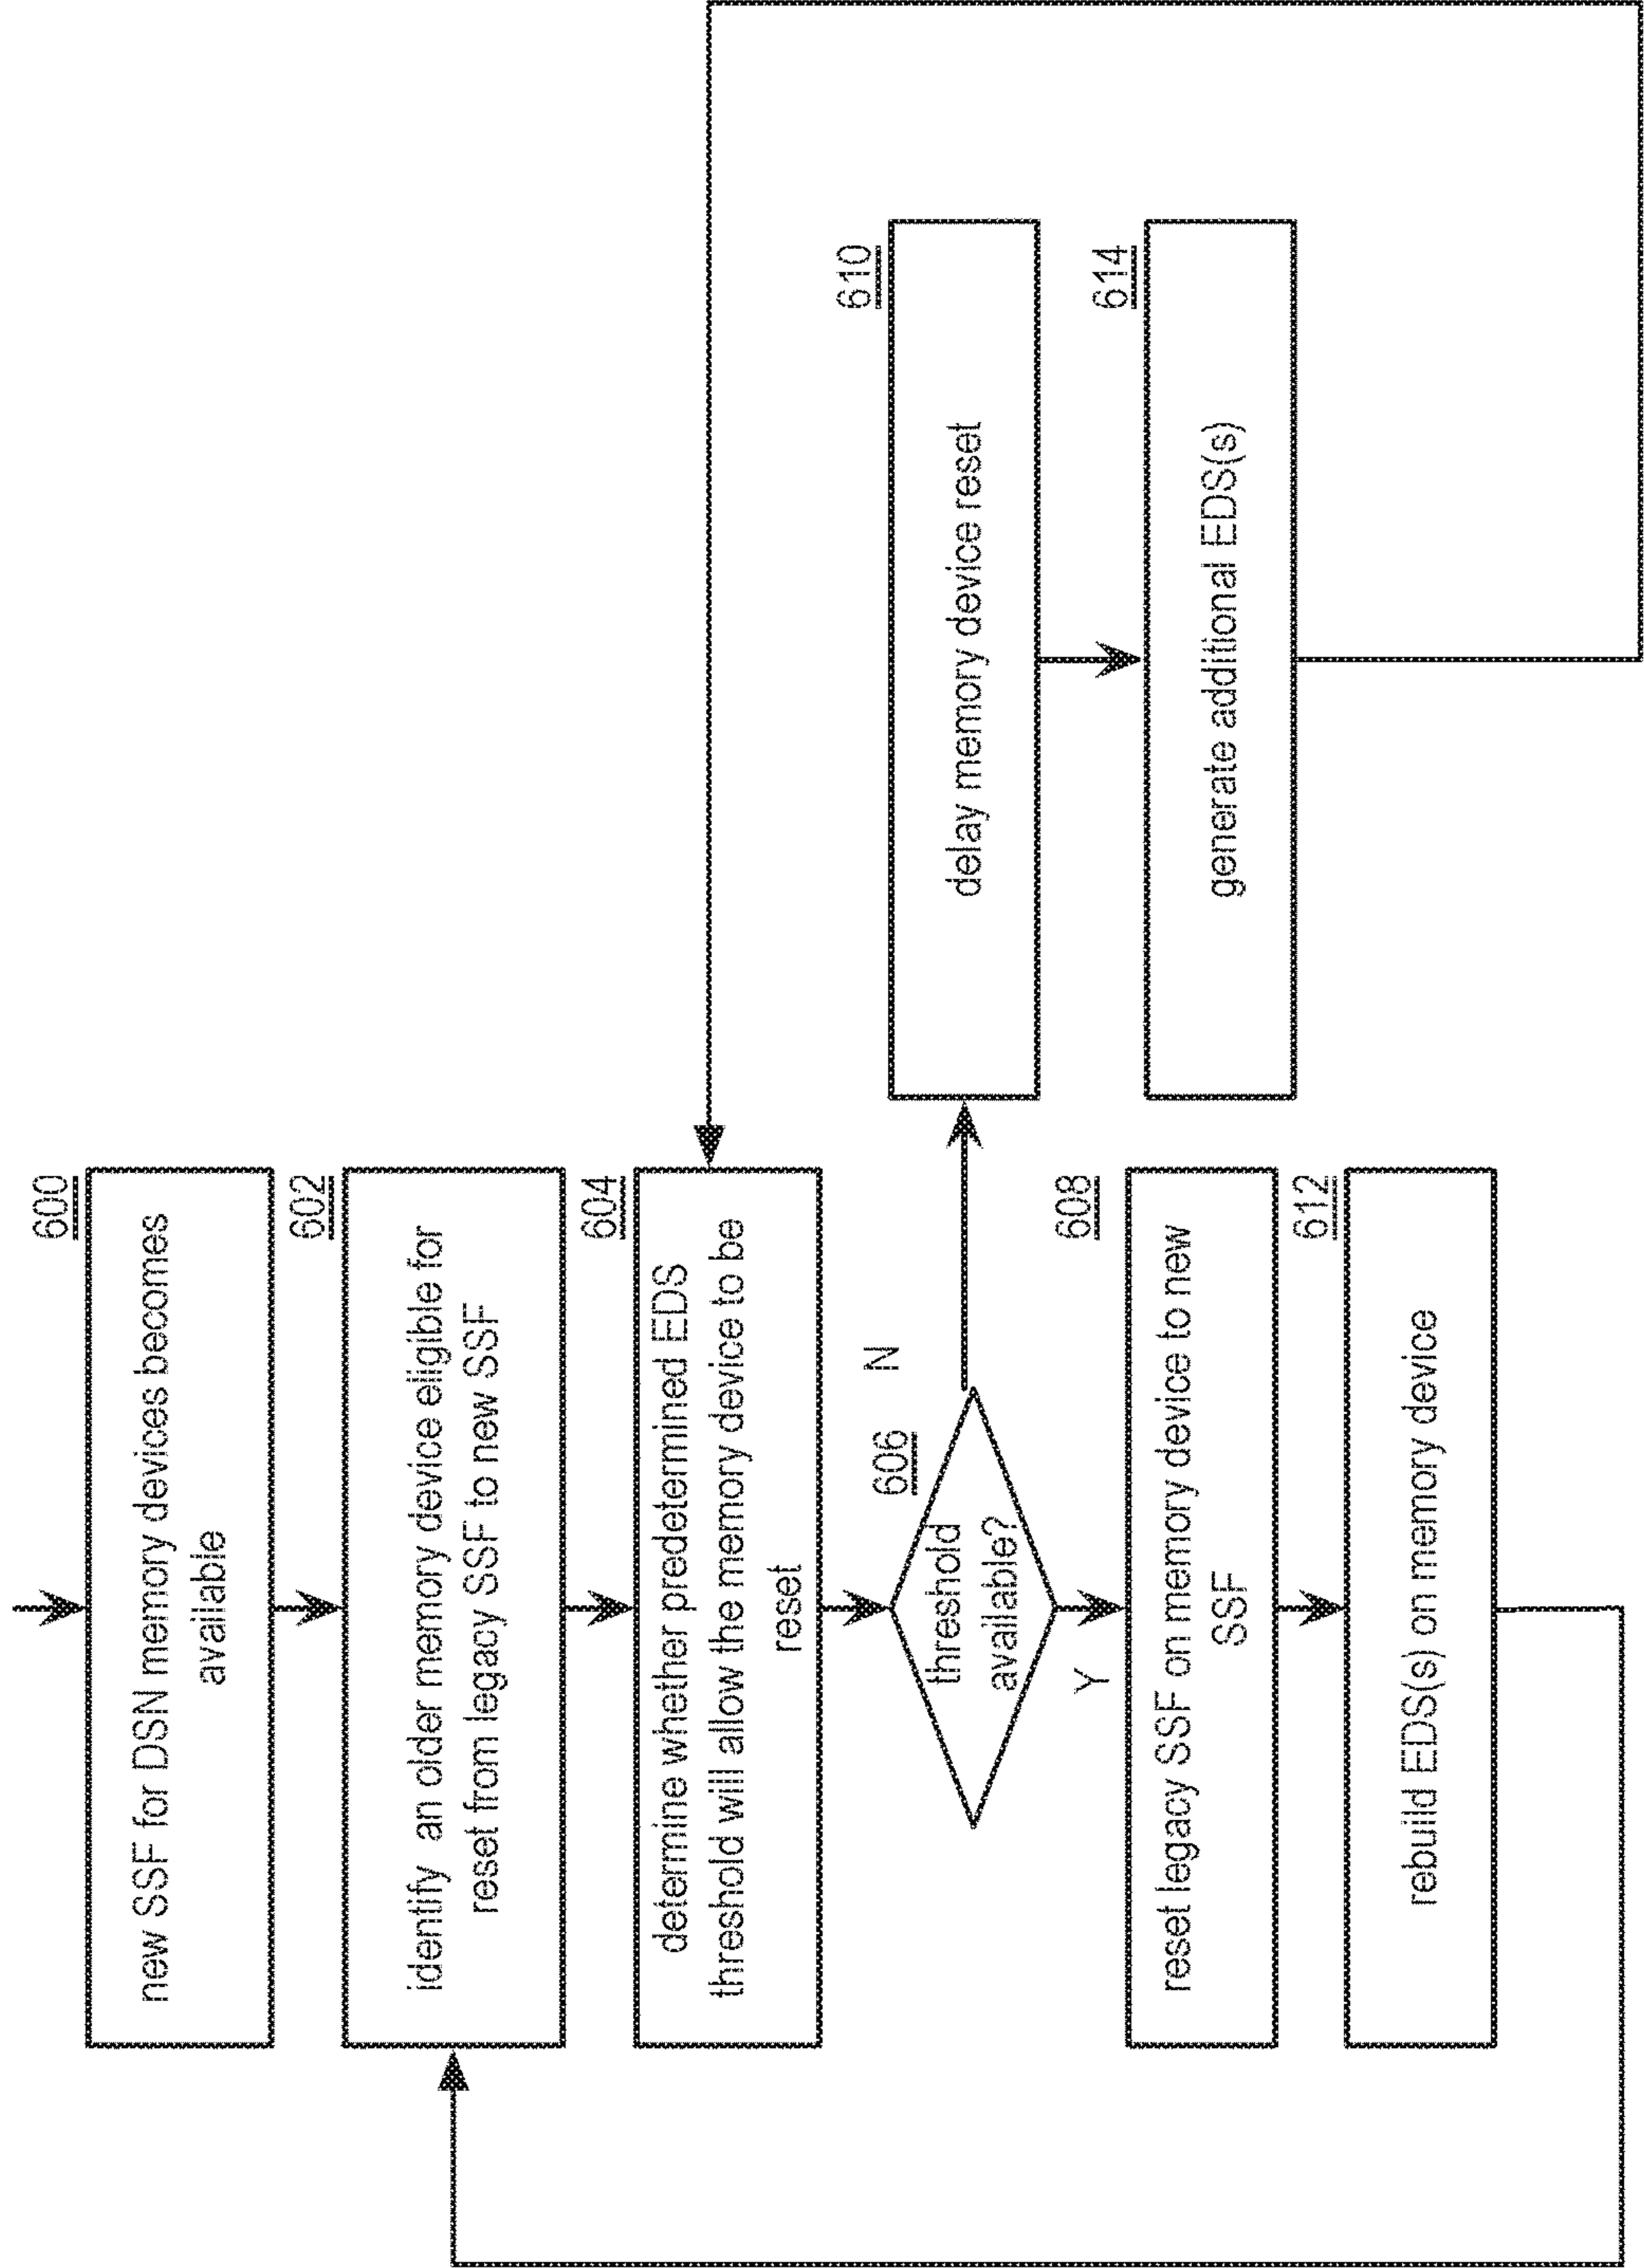 600
new SSF for DSN memory devices becomes
available
602
identify an older memory device eligible for
reset from legacy SSF to new SSF
604
determine whether predetermined EDS
threshold will allow the memory device to be
reset
606
threshold
available?
N
Y
610
delay memory device reset
614
generate additional EDS(s)
608
reset legacy SSF on memory device to new
SSF
612
rebuild EDS(s) on memory device